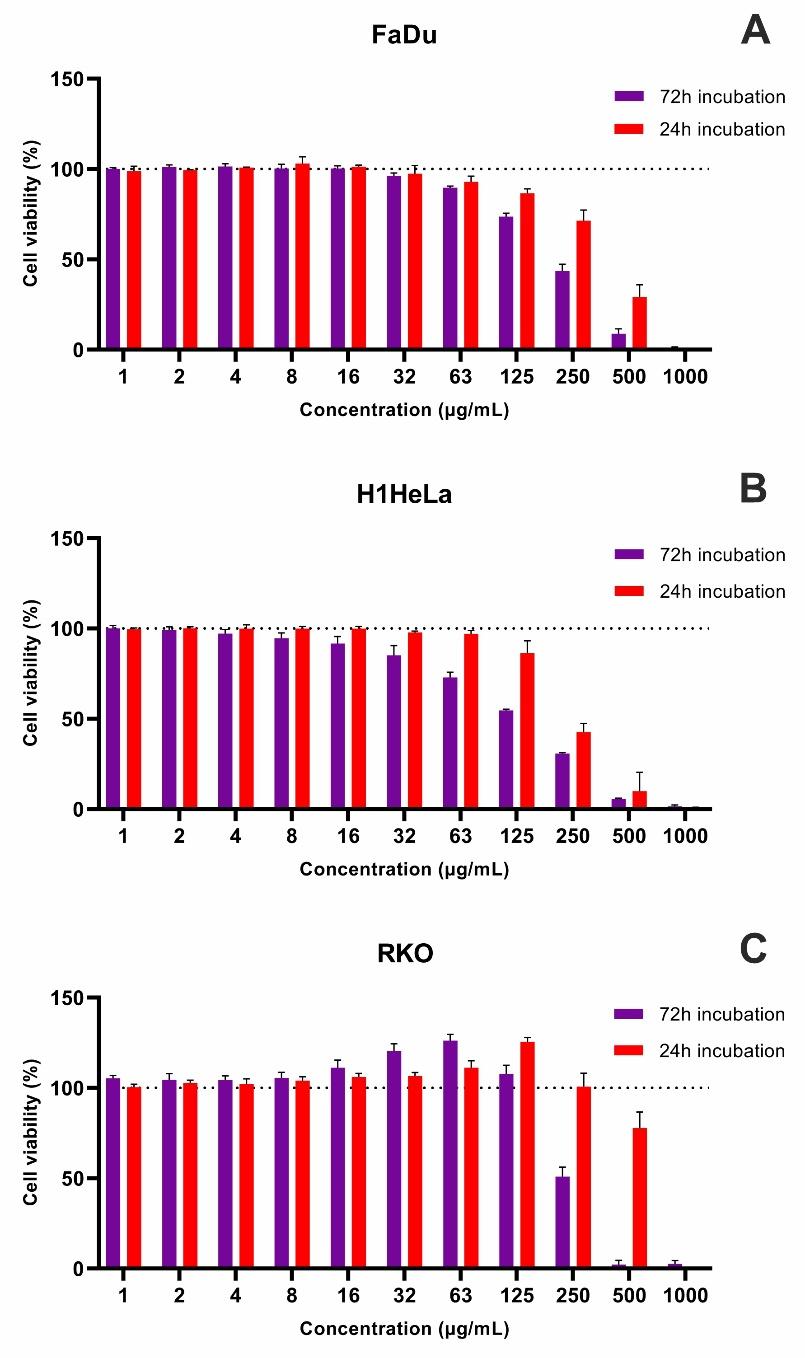 FaDu
A
150
72h incubation
24h incubation
100
50
0
Cell viability (%)
1 2 4 8 16 32 63 125 250 500 1000
Concentration (µg/mL)
H1HeLa
B
150
72h incubation
24h incubation
100
50
0
Cell viability (%)
1 2 4 8 16 32 63 125 250 500 1000
Concentration (µg/mL)
RKO
C
150
72h incubation
24h incubation
100
50
0
Cell viability (%)
1 2 4 8 16 32 63 125 250 500 1000
Concentration (µg/mL)